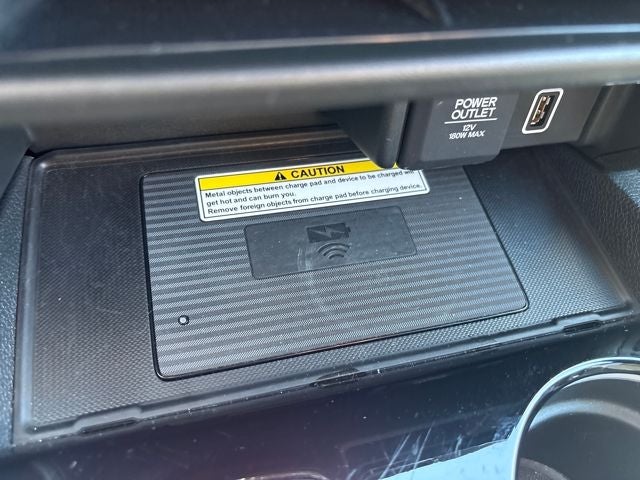 POWER
OUTLET
12V
180W MAX
CAUTION
Metal objects between charge pad and device to be charged will
get hot and can burn you.
Remove foreign objects from charge pad before charging device.